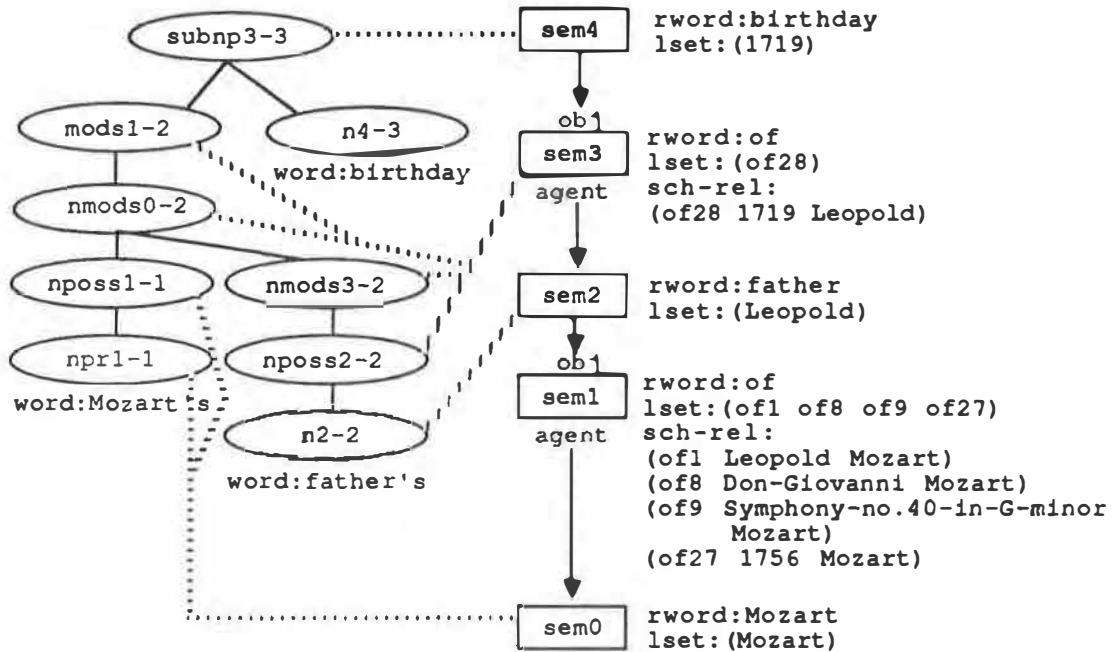 subnp3-3
mods1-2
n4-3
word:birthday
nmods0-2
nposs1-1
nmods3-2
npr1-1
nposs2-2
word:Mozart's
n2-2
word:father's
sem4
rword:birthday
lset:(1719)
obj
sem3
agent
rword:of
lset:(of28)
sch-rel:
(of28 1719 Leopold)
sem2
rword:father
lset:(Leopold)
obj
sem1
agent
rword:of
lset:(of1 of8 of9 of27)
sch-rel:
(of1 Leopold Mozart)
(of8 Don-Giovanni Mozart)
(of9 Symphony-no.40-in-G-minor
Mozart)
(of27 1756 Mozart)
sem0
rword:Mozart
lset:(Mozart)